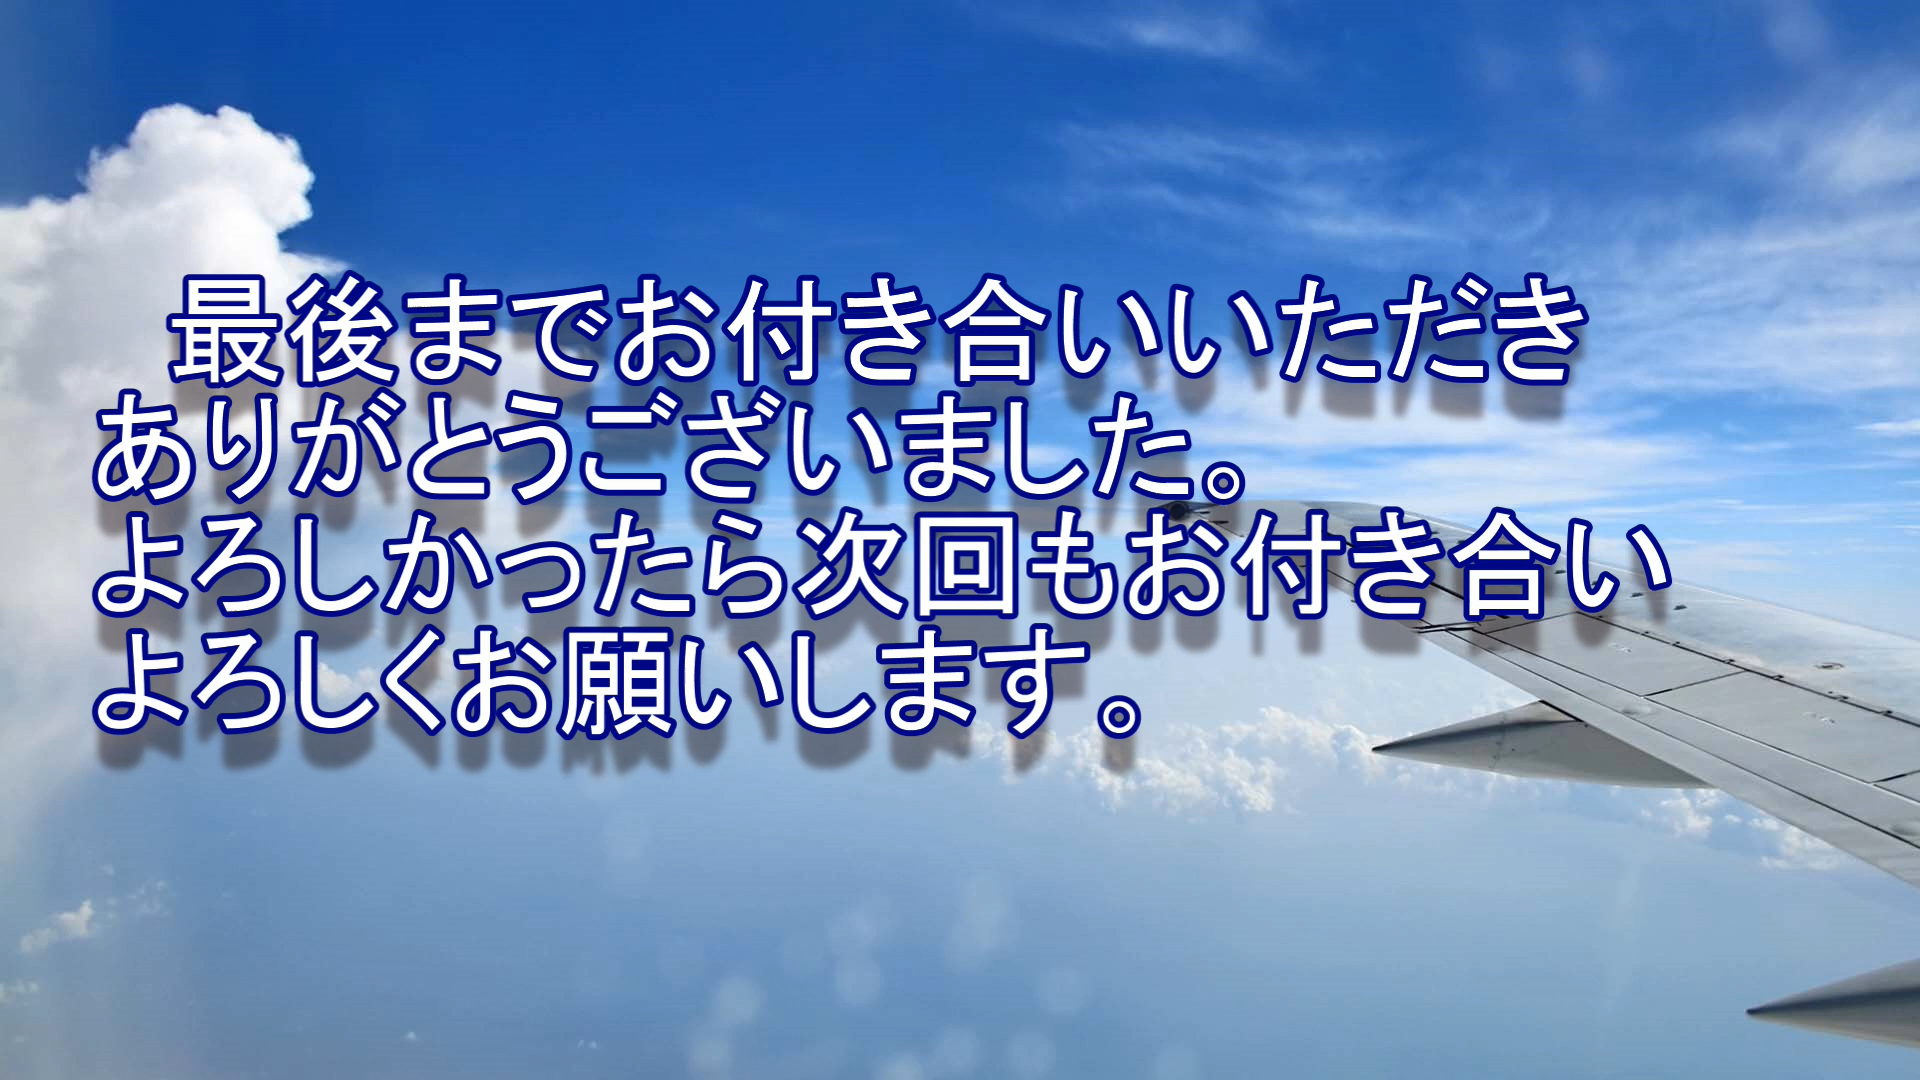 最後までお付き合いいただき
ありがとうございました。
よろしかったら次回もお付き合い
よろしくお願いします。